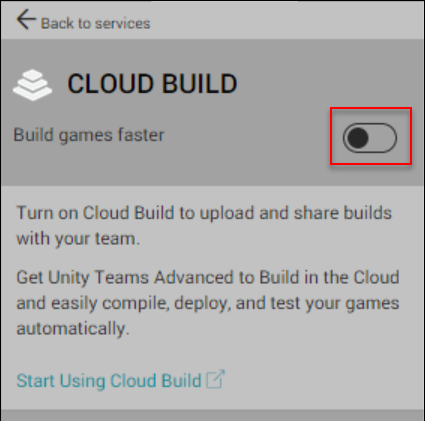 Back to services
CLOUD BUILD
Build games faster
Turn on Cloud Build to upload and share builds
with your team.
Get Unity Teams Advanced to Build in the Cloud
and easily compile, deploy, and test your games
automatically.
Start Using Cloud Build